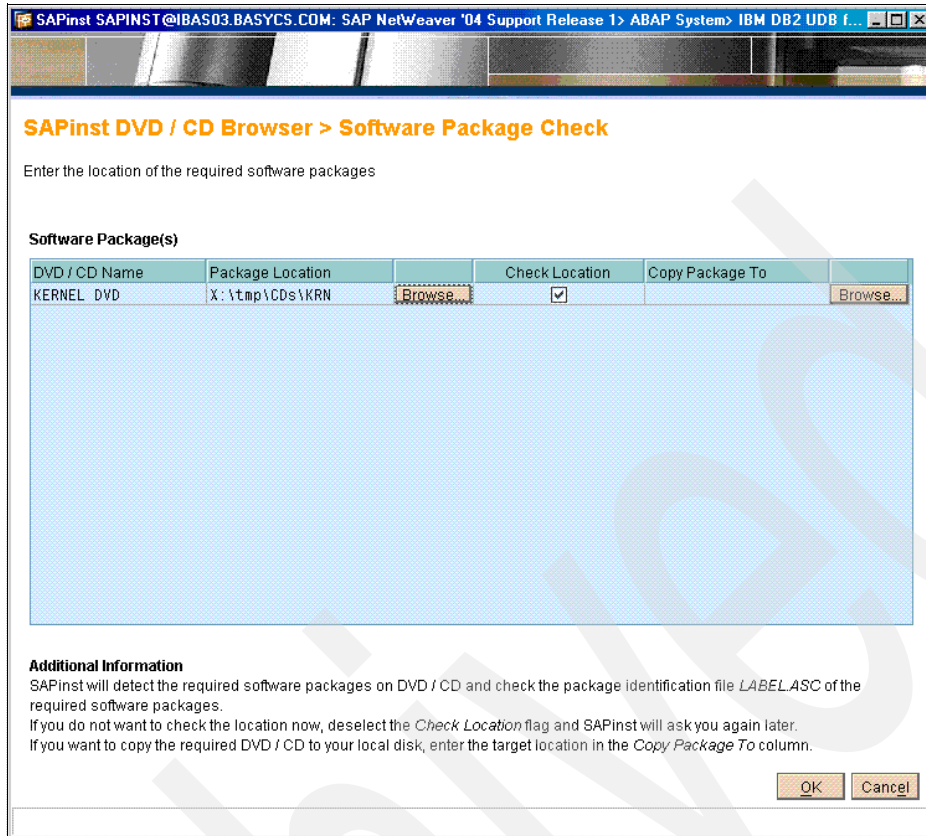 SAPinst SAPINST@IBAS03.BASYCS.COM: SAP NetWeaver '04 Support Release 1> ABAP System> IBM DB2 UDB f...
SAPinst DVD / CD Browser > Software Package Check
Enter the location of the required software packages
Software Package(s)
DVD / CD Name Package Location Check Location Copy Package To
KERNEL DVD X:\tmp\CDs\KRN Browse... Browse...
Additional Information
SAPinst will detect the required software packages on DVD / CD and check the package identification file LABEL.ASC of the
required software packages.
If you do not want to check the location now, deselect the Check Location flag and SAPinst will ask you again later.
If you want to copy the required DVD / CD to your local disk, enter the target location in the Copy Package To column.
OK Cancel